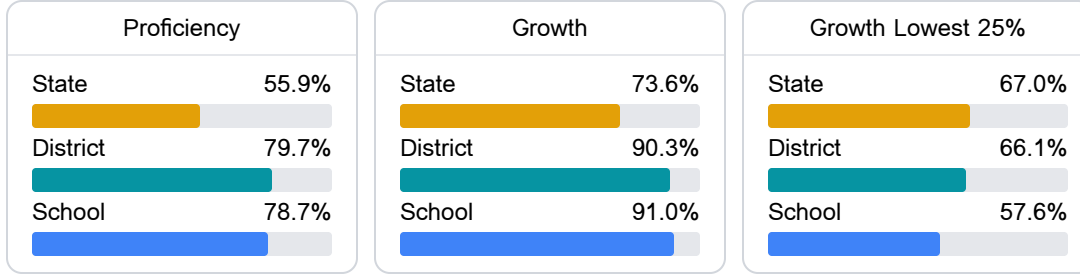 Proficiency
State 55.9%
District 79.7%
School 78.7%
Growth
State 73.6%
District 90.3%
School 91.0%
Growth Lowest 25%
State 67.0%
District 66.1%
School 57.6%